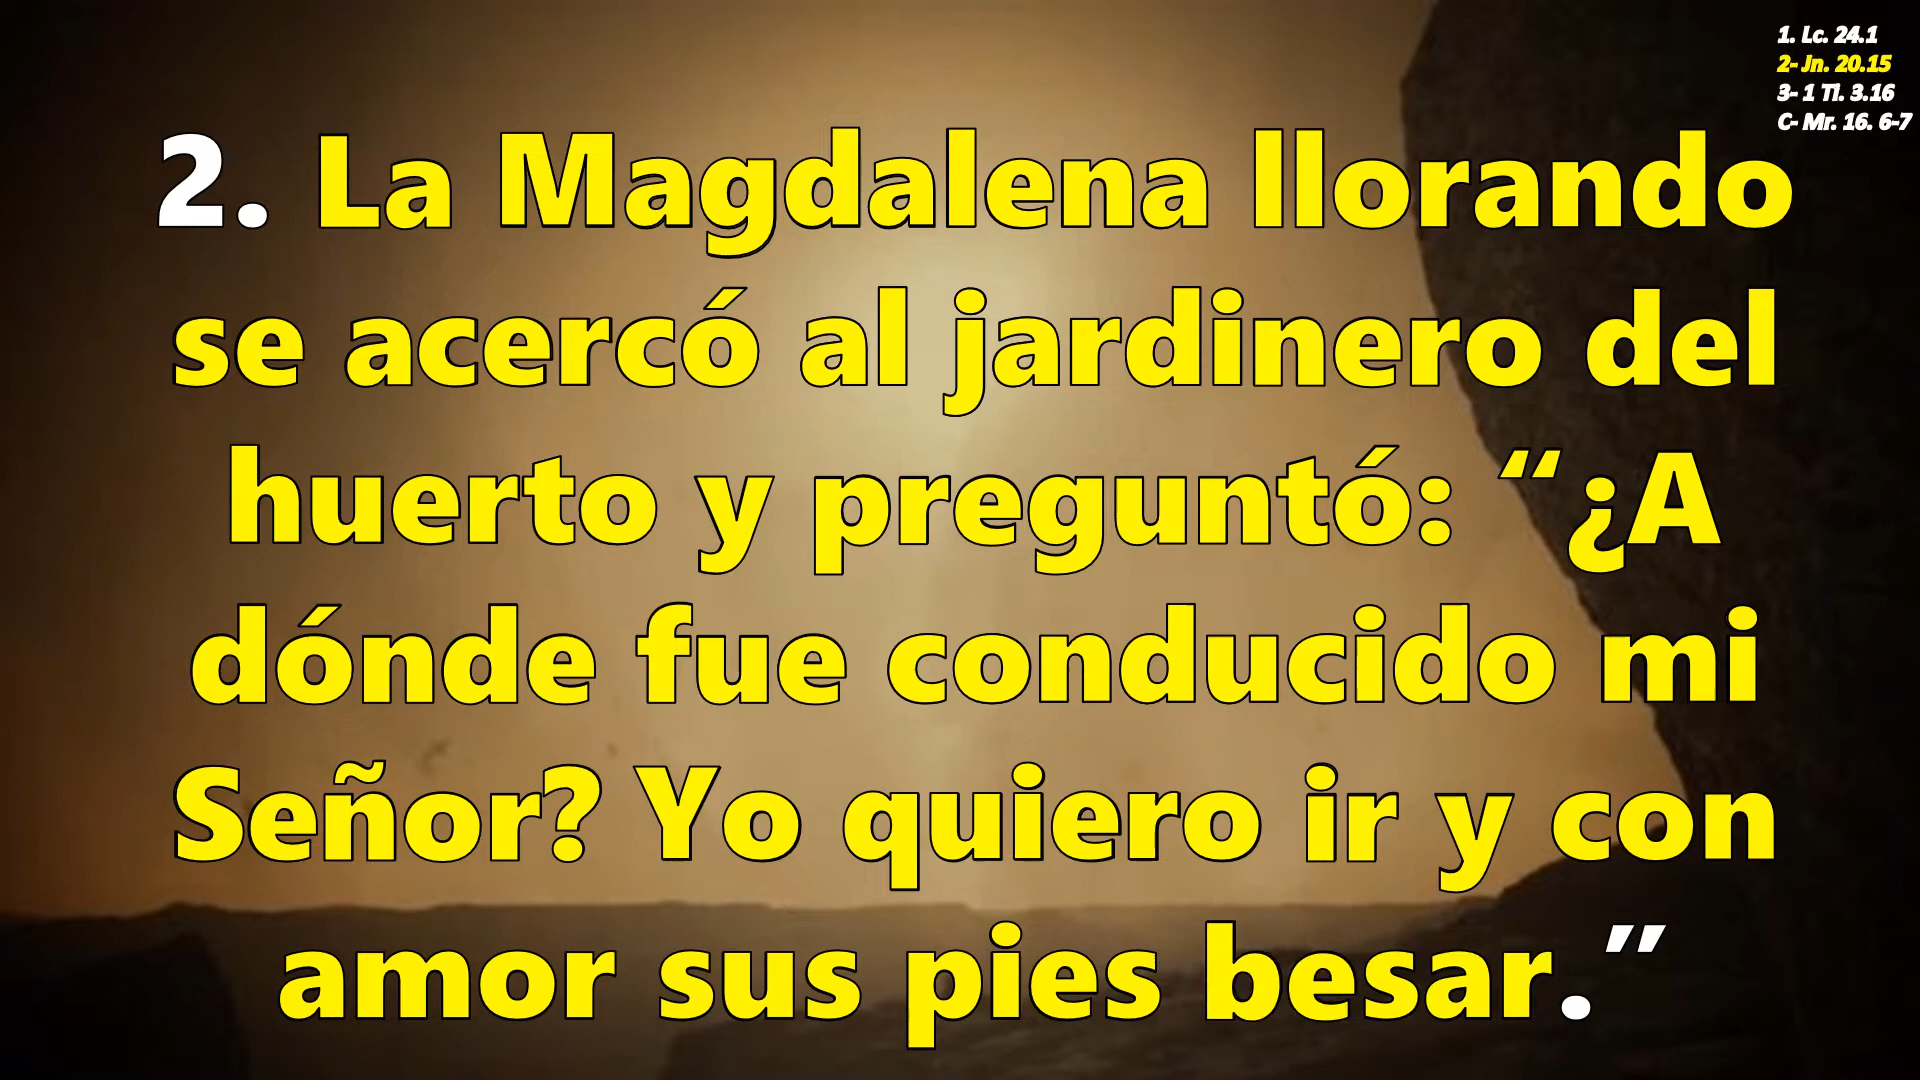 1. Lc. 24.1
2- Jn. 20.15
3- 1 Ti. 3.16
C- Mr. 16. 6-7
2. La Magdalena llorando
se acercó al jardinero del
huerto y preguntó: “¿A
dónde fue conducido mi
Señor? Yo quiero ir y con
amor sus pies besar.”